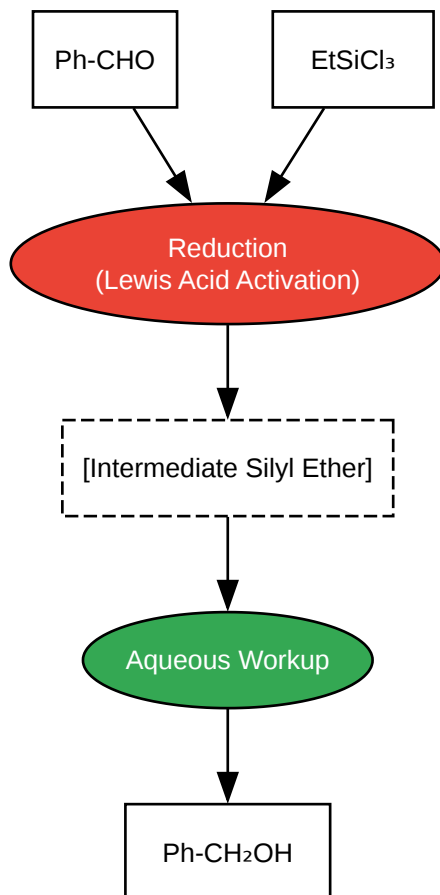 Ph-CHO
EtSiCl₃
Reduction
(Lewis Acid Activation)
[Intermediate Silyl Ether]
Aqueous Workup
Ph-CH₂OH